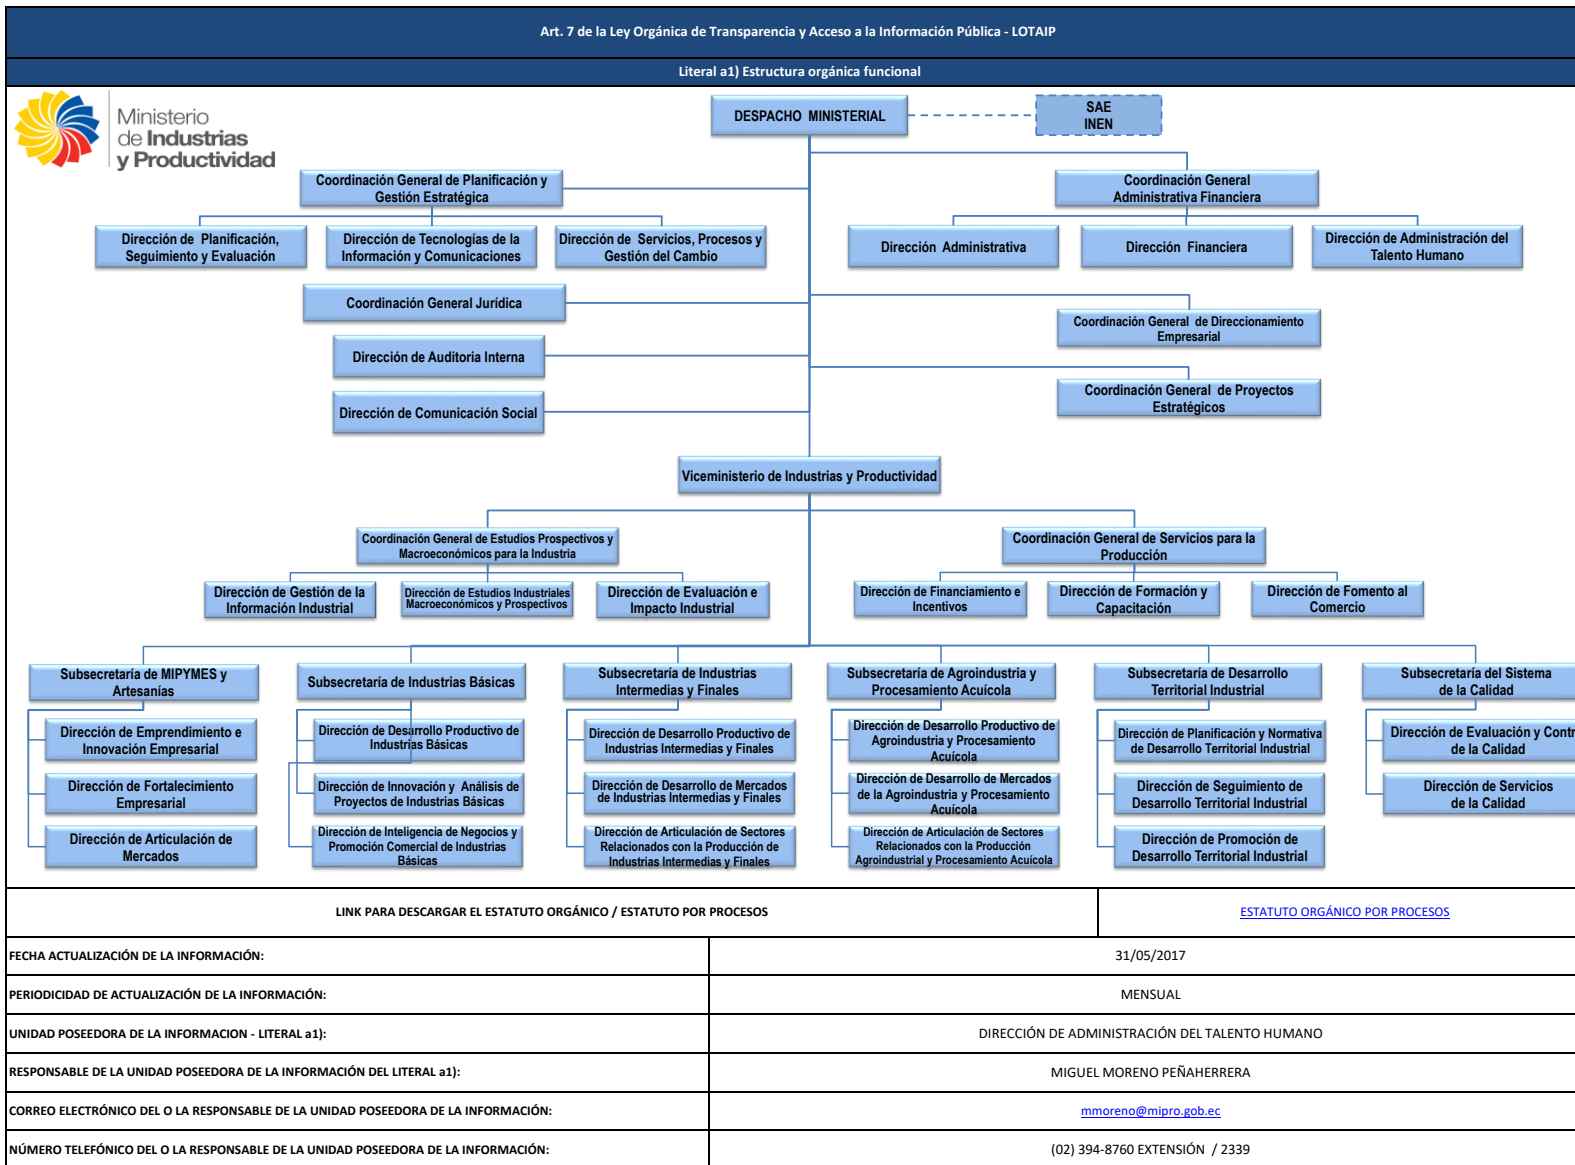 Art. 7 de la Ley Orgánica de Transparencia y Acceso a la Información Pública - LOTAIP
Literal a1) Estructura orgánica funcional
Ministerio
de Industrias
y Productividad
DESPACHO MINISTERIAL
SAE
INEN
Coordinación General de Planificación y
Gestión Estratégica
Coordinación General
Administrativa Financiera
Dirección de Planificación,
Seguimiento y Evaluación
Dirección de Tecnologías de la
Información y Comunicaciones
Dirección de Servicios, Procesos y
Gestión del Cambio
Dirección Administrativa
Dirección Financiera
Dirección de Administración del
Talento Humano
Coordinación General Jurídica
Coordinación General de Direccionamiento
Empresarial
Dirección de Auditoria Interna
Coordinación General de Proyectos
Estratégicos
Dirección de Comunicación Social
Viceministerio de Industrias y Productividad
Coordinación General de Estudios Prospectivos y
Macroeconómicos para la Industria
Coordinación General de Servicios para la
Producción
Dirección de Gestión de la
Información Industrial
Dirección de Estudios Industriales
Macroeconómicos y Prospectivos
Dirección de Evaluación e
Impacto Industrial
Dirección de Financiamiento e
Incentivos
Dirección de Formación y
Capacitación
Dirección de Fomento al
Comercio
Subsecretaría de MIPYMES y
Artesanías
Subsecretaría de Industrias Básicas
Subsecretaría de Industrias
Intermedias y Finales
Subsecretaría de Agroindustria y
Procesamiento Acuícola
Subsecretaría de Desarrollo
Territorial Industrial
Subsecretaría del Sistema
de la Calidad
Dirección de Emprendimiento e
Innovación Empresarial
Dirección de Desarrollo Productivo de
Industrias Básicas
Dirección de Desarrollo Productivo de
Industrias Intermedias y Finales
Dirección de Desarrollo Productivo de
Agroindustria y Procesamiento
Acuícola
Dirección de Planificación y Normativa
de Desarrollo Territorial Industrial
Dirección de Evaluación y Contr
de la Calidad
Dirección de Fortalecimiento
Empresarial
Dirección de Innovación y Análisis de
Proyectos de Industrias Básicas
Dirección de Desarrollo de Mercados
de Industrias Intermedias y Finales
Dirección de Desarrollo de Mercados
de la Agroindustria y Procesamiento
Acuícola
Dirección de Seguimiento de
Desarrollo Territorial Industrial
Dirección de Servicios
de la Calidad
Dirección de Articulación de
Mercados
Dirección de Inteligencia de Negocios y
Promoción Comercial de Industrias
Básicas
Dirección de Articulación de Sectores
Relacionados con la Producción de
Industrias Intermedias y Finales
Dirección de Articulación de Sectores
Relacionados con la Producción
Agroindustrial y Procesamiento Acuícola
Dirección de Promoción de
Desarrollo Territorial Industrial
LINK PARA DESCARGAR EL ESTATUTO ORGÁNICO / ESTATUTO POR PROCESOS
ESTATUTO ORGÁNICO POR PROCESOS
FECHA ACTUALIZACIÓN DE LA INFORMACIÓN:
31/05/2017
PERIODICIDAD DE ACTUALIZACIÓN DE LA INFORMACIÓN:
MENSUAL
UNIDAD POSEEDORA DE LA INFORMACION - LITERAL a1):
DIRECCIÓN DE ADMINISTRACIÓN DEL TALENTO HUMANO
RESPONSABLE DE LA UNIDAD POSEEDORA DE LA INFORMACIÓN DEL LITERAL a1):
MIGUEL MORENO PEÑAHERRERA
CORREO ELECTRÓNICO DEL O LA RESPONSABLE DE LA UNIDAD POSEEDORA DE LA INFORMACIÓN:
mmoreno@mipro.gob.ec
NÚMERO TELEFÓNICO DEL O LA RESPONSABLE DE LA UNIDAD POSEEDORA DE LA INFORMACIÓN:
(02) 394-8760 EXTENSIÓN / 2339